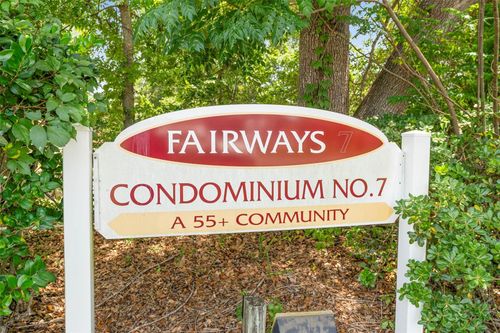 FAIRWAYS 7
CONDOMINIUM NO.7
A 55+ COMMUNITY